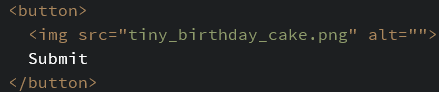 <button>
<img src="tiny_birthday_cake.png" alt="">
Submit
</button>